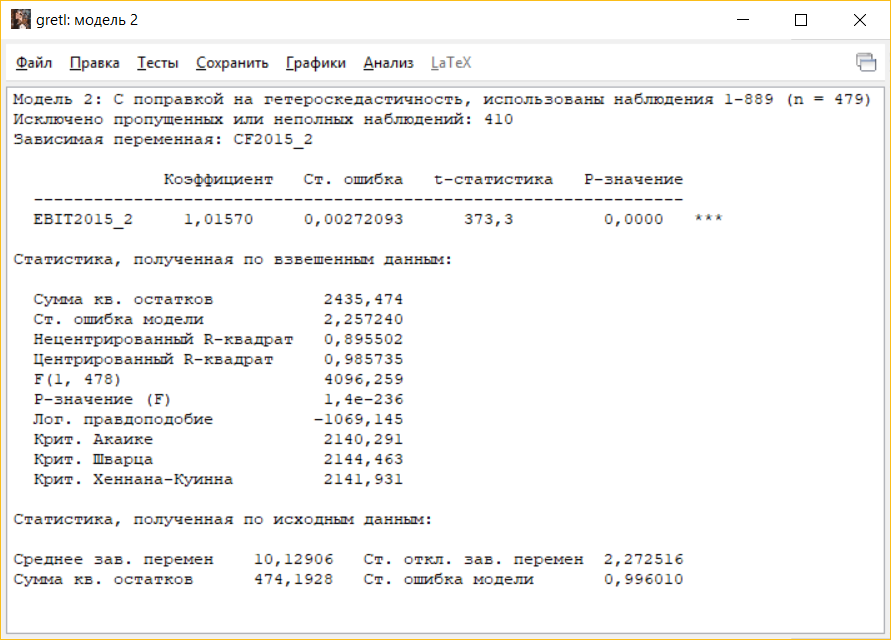 gretl: модель 2
Файл Правка Тесты Сохранить Графики Анализ LaTeX
Модель 2: С поправкой на гетероскедастичность, использованы наблюдения 1-889 (n = 479)
Исключено пропущенных или неполных наблюдений: 410
Зависимая переменная: CF2015_2
Коэффициент Ст. ошибка t-статистика P-значение
---------------------------------------------------------------
EBIT2015_2 1,01570 0,00272093 373,3 0,0000 ***
Статистика, полученная по взвешенным данным:
Сумма кв. остатков 2435,474
Ст. ошибка модели 2,257240
Нецентрированный R-квадрат 0,895502
Центрированный R-квадрат 0,985735
F(1, 478) 4096,259
P-значение (F) 1,4e-236
Лог. правдоподобие -1069,145
Крит. Акаике 2140,291
Крит. Шварца 2144,463
Крит. Хеннана-Куинна 2141,931
Статистика, полученная по исходным данным:
Среднее зав. перемен 10,12906 Ст. откл. зав. перемен 2,272516
Сумма кв. остатков 474,1928 Ст. ошибка модели 0,996010